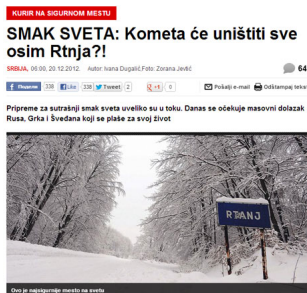 KURIR NA SIGURNOM MESTU
SMAK SVETA: Kometa će uništiti sve
osim Rtnja?!
SRBIJA, 06:00, 20.12.2012. Autor: Ivana Dugalić, Foto: Zorana Jevtić
64
338 Like 338 Tweet 2 +1 0 Pošalji e-mail Odštampaj teks
Pripreme za sutrašnji smak sveta uveliko su u toku. Danas se očekuje masovni dolazak
Rusa, Grka i Šveđana koji se plaše za svoj život
RTANJ
Ovo je najsigurnije mesto na svetu